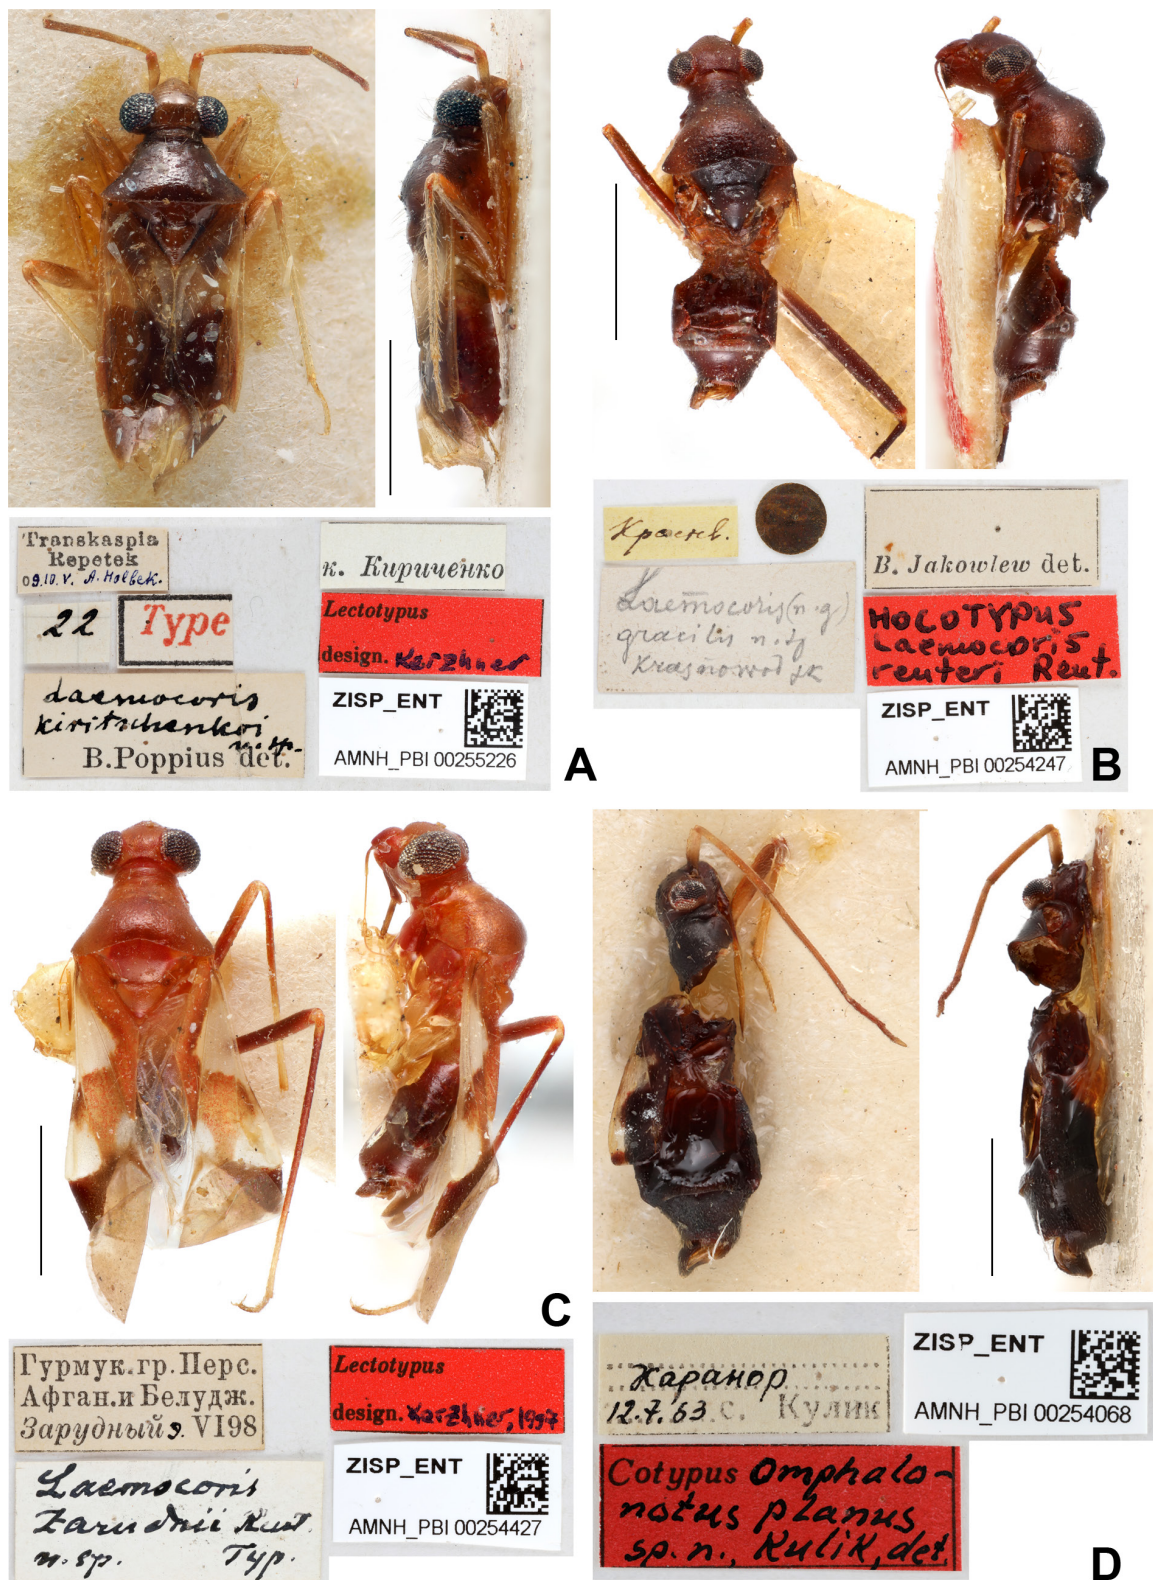 Transkaspia
Repetek
09.10.V. A. Holbek.
22
Type
Laemocoris
kiritschenkoi
n. sp.
B. Poppius det.
к. Кириченко
Lectotypus
design. Kerzhner
ZISP_ENT
AMNH_PBI 00255226
A
Красн.
Laemocoris (n. g)
gracilis n. sp
Krasnowodsk
B. Jakowlew det.
HOLOTYPUS
Laemocoris
reuteri Reut.
ZISP_ENT
AMNH_PBI 00254247
B
C
Гурмук. гр. Перс.
Афган. и Белудж.
Зарудный 9. VI 98
Laemocoris
Zarudnii Reut.
n. sp. Typ.
Lectotypus
design. Kerzhner, 1997
ZISP_ENT
AMNH_PBI 00254427
Харанор
12.7.63 с. Кулик
ZISP_ENT
AMNH_PBI 00254068
Cotypus Omphalo-
notus planus
sp. n., Kulik, det.
D